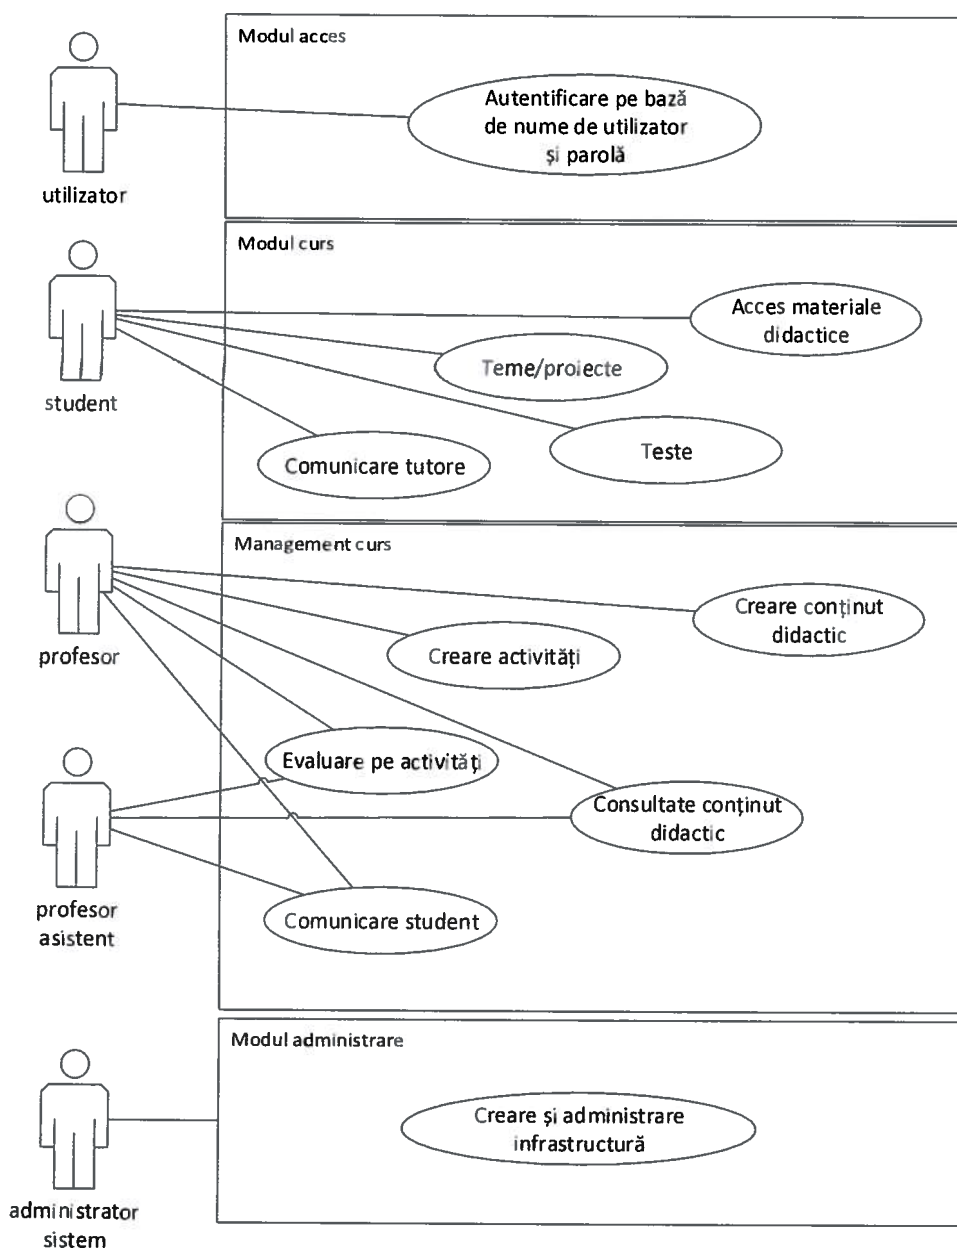 Modul acces
Autentificare pe bază
de nume de utilizator
și parolă
utilizator
Modul curs
Acces materiale
didactice
Teme/proiecte
Teste
Comunicare tutore
student
Management curs
Creare conținut
didactic
Creare activități
profesor
Evaluare pe activități
Consultate conținut
didactic
Comunicare student
profesor
asistent
Modul administrare
Creare și administrare
infrastructură
administrator
sistem